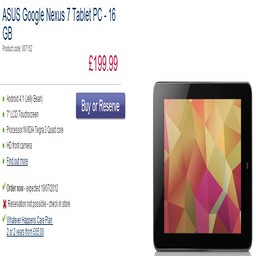 ASUS Google Nexus 7 Tablet PC - 16
GB
Product code: 007152
£199.99
Buy or Reserve
Android 4.1 (Jelly Bean)
7" LCD Touchscreen
Processor NVIDIA Tegra 3 Quad core
HD front camera
Find out more
Order now - expected 19/07/2012
Reservation not possible - check in store
Whatever Happens Care Plan
2 or 3 years from £65.00